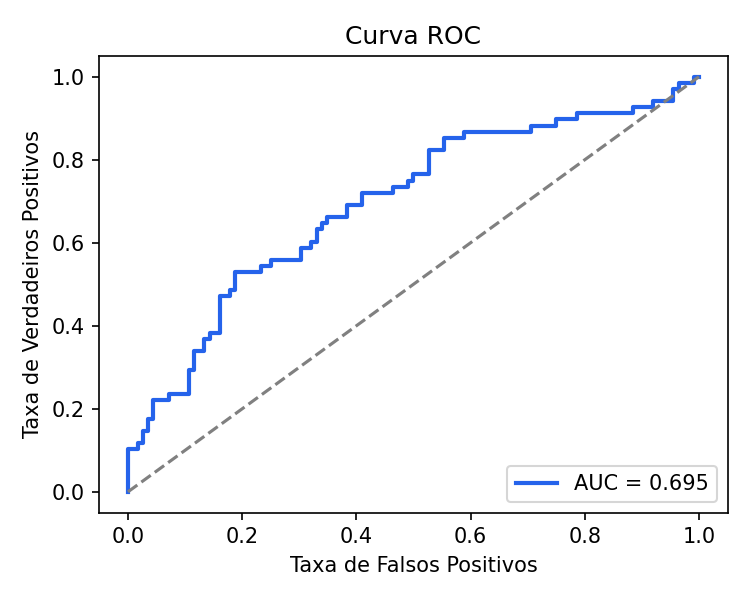 Curva ROC
1.0
0.8
0.6
0.4
0.2
0.0
Taxa de Verdadeiros Positivos
AUC = 0.695
0.0 0.2 0.4 0.6 0.8 1.0
Taxa de Falsos Positivos